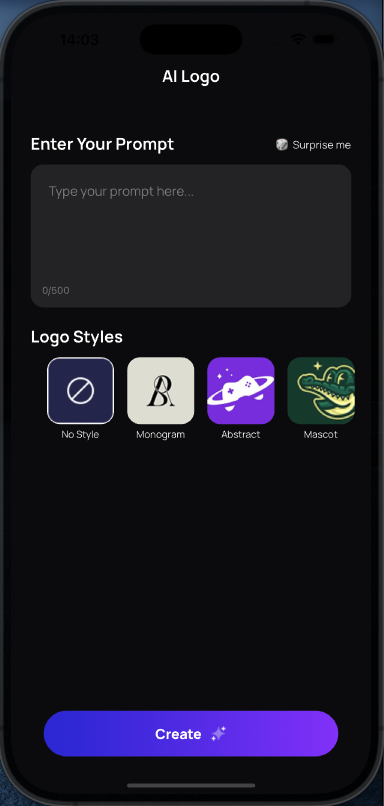 14:03
AI Logo
Enter Your Prompt
Surprise me
Type your prompt here...
0/500
Logo Styles
No Style
Monogram
Abstract
Mascot
Create